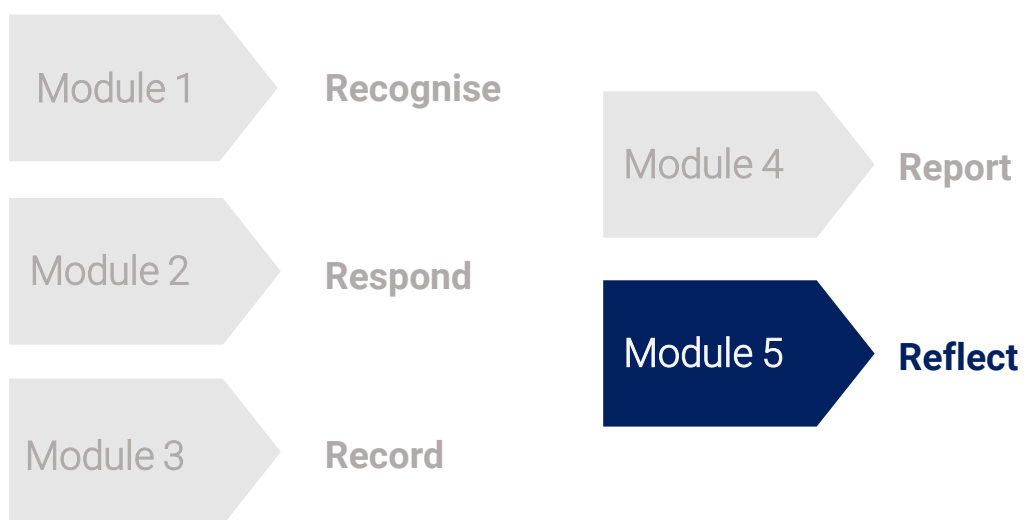 Module 1
Recognise
Module 2
Respond
Module 3
Record
Module 4
Report
Module 5
Reflect